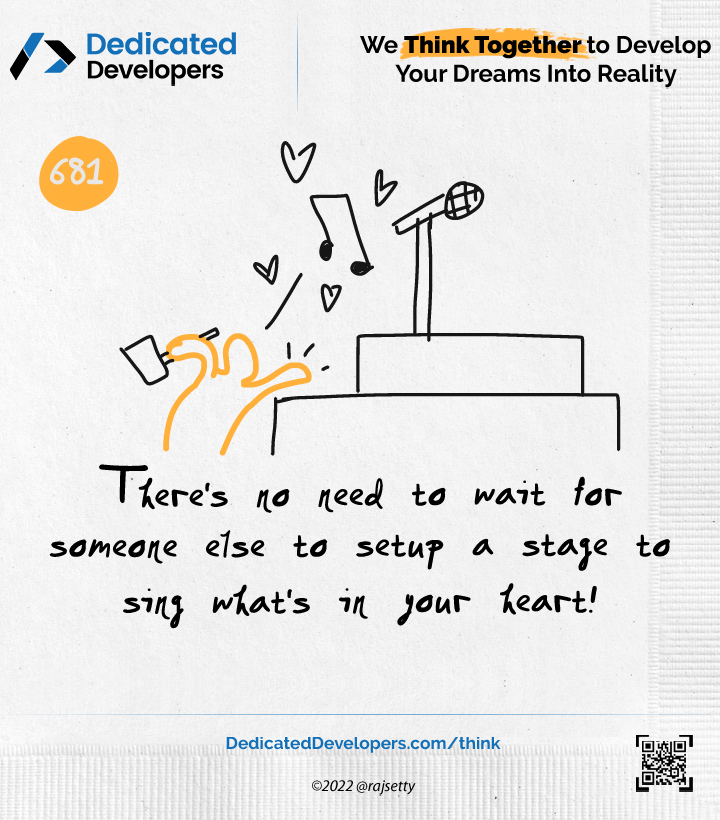 Dedicated
Developers
We Think Together to Develop
Your Dreams Into Reality
681
There's no need to wait for
someone else to setup a stage to
sing what's in your heart!
DedicatedDevelopers.com/think
©2022 @rajsetty